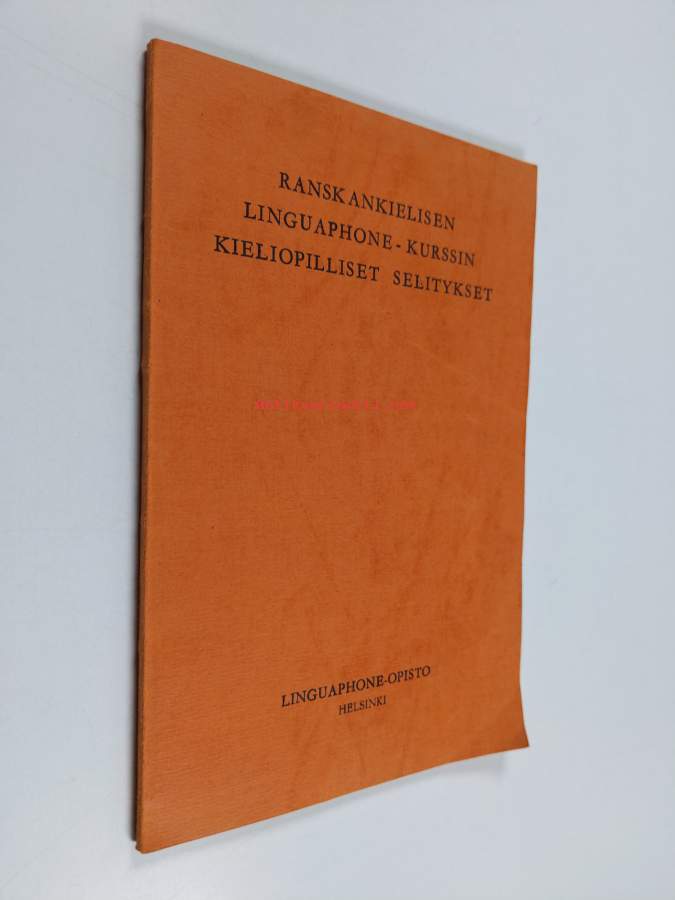 RANSKANKIELISEN
LINGUAPHONE - KURSSIN
KIELIOPILLISET SELITYKSET
LINGUAPHONE-OPISTO
HELSINKI